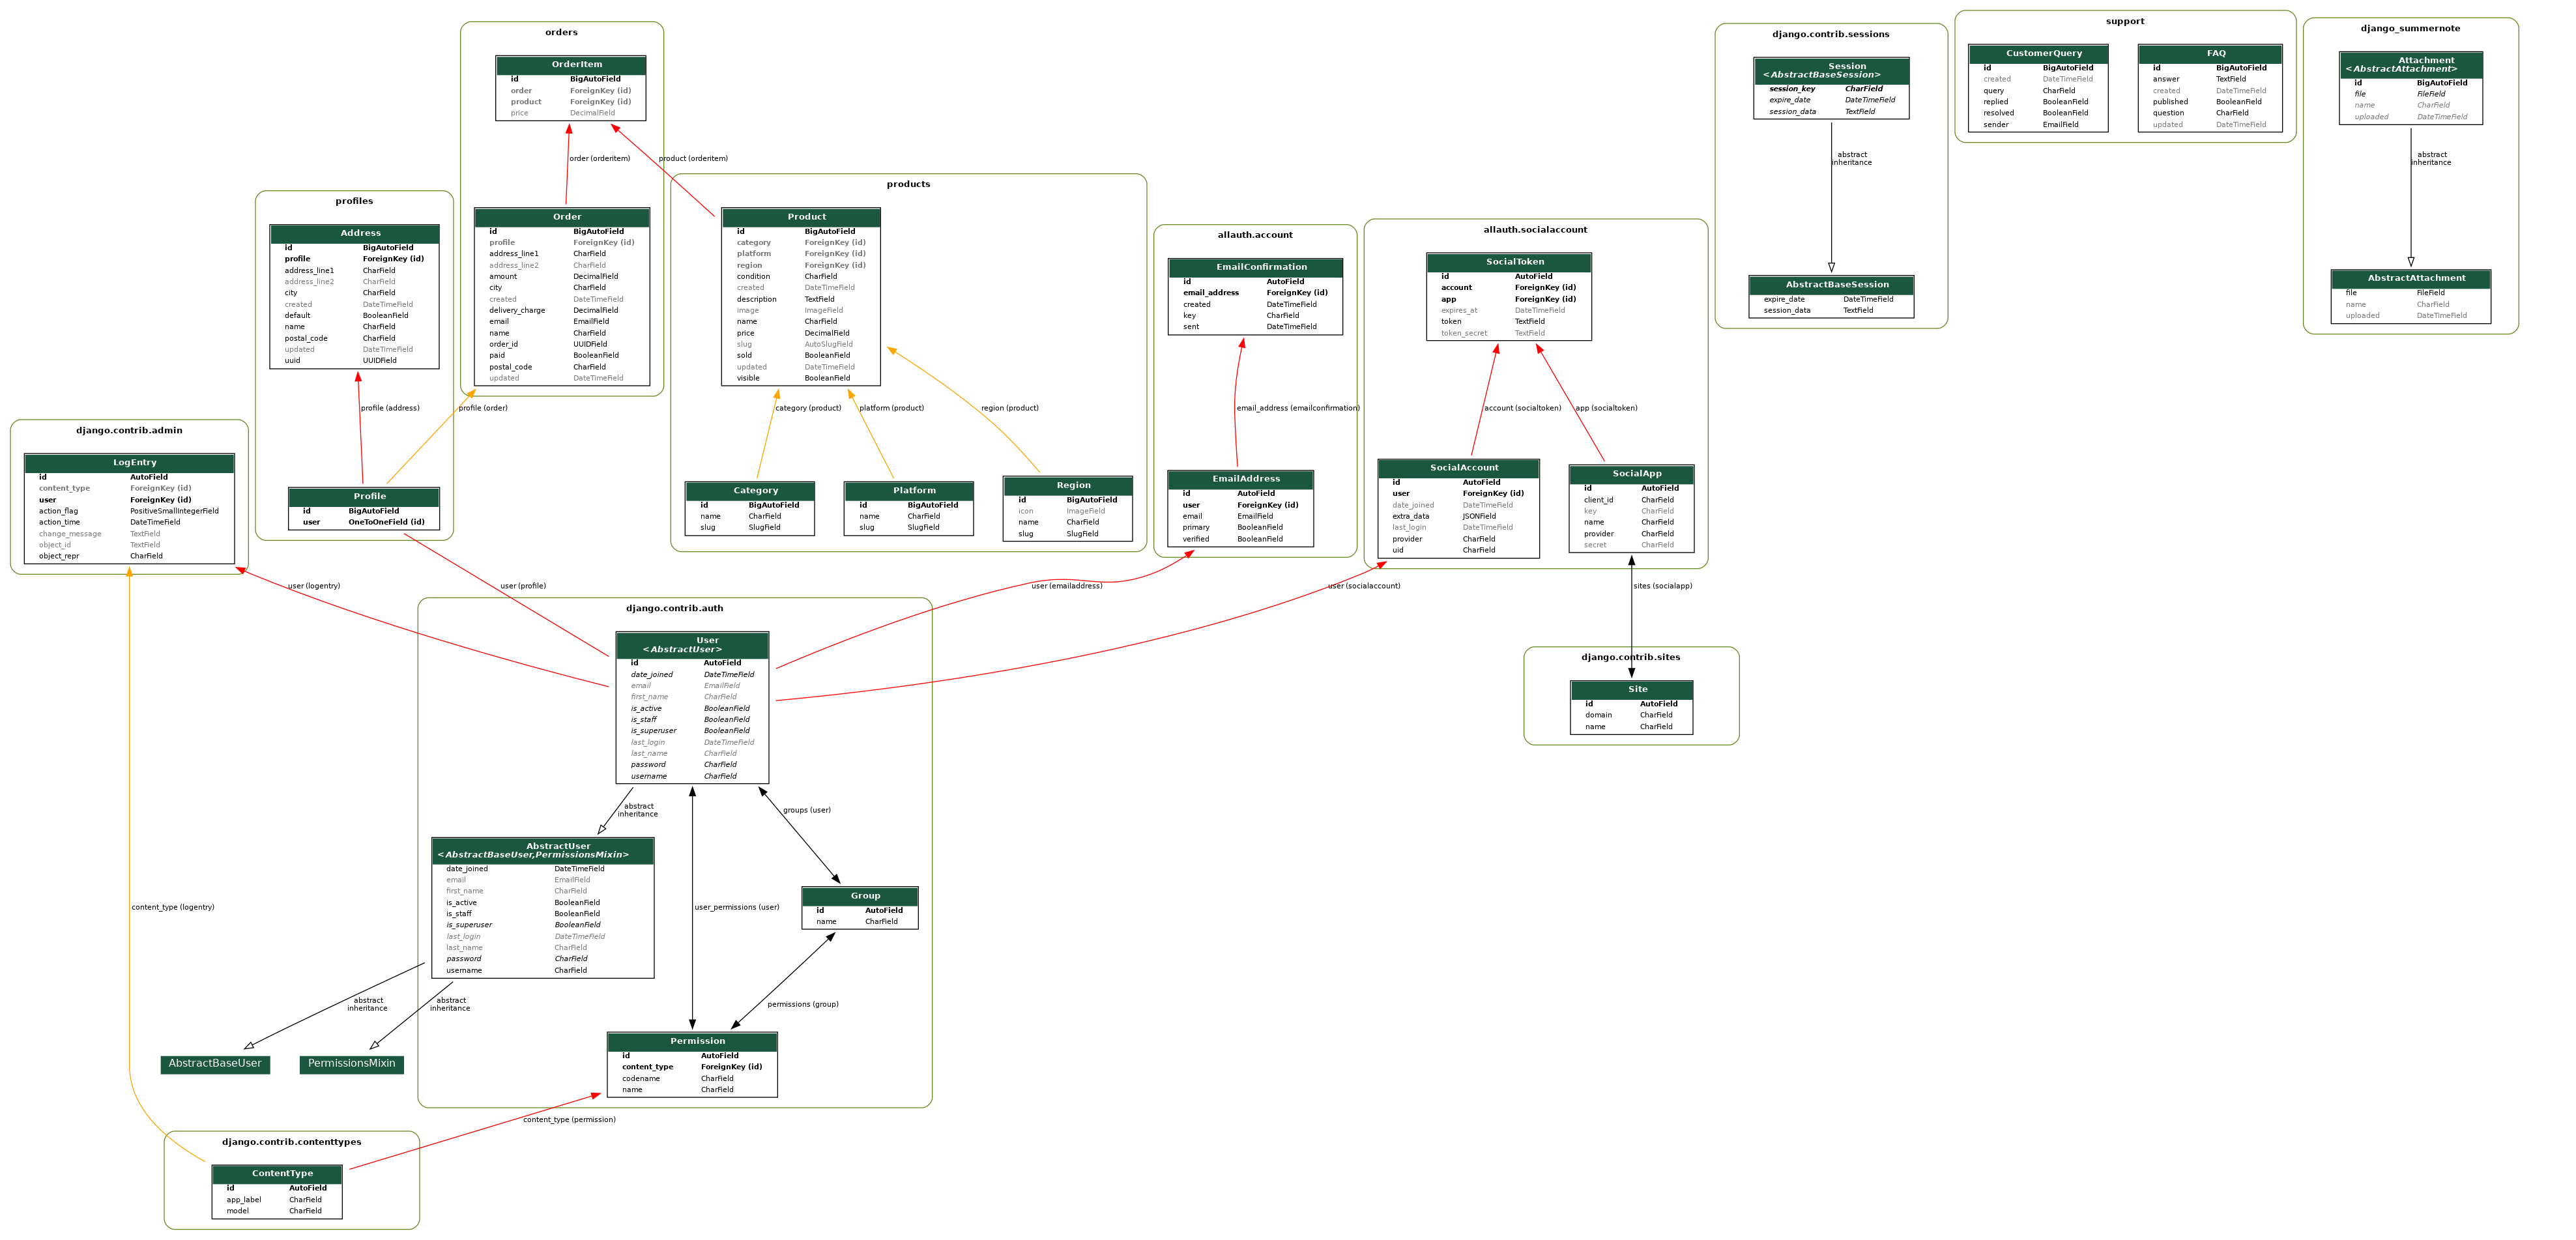 orders
OrderItem
id BigAutoField
order ForeignKey (id)
product ForeignKey (id)
price DecimalField
order (orderitem)
product (orderitem)
Order
id BigAutoField
profile ForeignKey (id)
address_line1 CharField
address_line2 CharField
amount DecimalField
city CharField
created DateTimeField
delivery_charge DecimalField
email EmailField
name CharField
order_id UUIDField
paid BooleanField
postal_code CharField
updated DateTimeField
profiles
Address
id BigAutoField
profile ForeignKey (id)
address_line1 CharField
address_line2 CharField
city CharField
created DateTimeField
default BooleanField
name CharField
postal_code CharField
updated DateTimeField
uuid UUIDField
profile (address)
profile (order)
Profile
id BigAutoField
user OneToOneField (id)
products
Product
id BigAutoField
category ForeignKey (id)
platform ForeignKey (id)
region ForeignKey (id)
condition CharField
created DateTimeField
description TextField
image ImageField
name CharField
price DecimalField
slug AutoSlugField
sold BooleanField
updated DateTimeField
visible BooleanField
category (product)
platform (product)
region (product)
Category
id BigAutoField
name CharField
slug SlugField
Platform
id BigAutoField
name CharField
slug SlugField
Region
id BigAutoField
icon ImageField
name CharField
slug SlugField
allauth.account
EmailConfirmation
id AutoField
email_address ForeignKey (id)
created DateTimeField
key CharField
sent DateTimeField
email_address (emailconfirmation)
EmailAddress
id AutoField
user ForeignKey (id)
email EmailField
primary BooleanField
verified BooleanField
allauth.socialaccount
SocialToken
id AutoField
account ForeignKey (id)
app ForeignKey (id)
expires_at DateTimeField
token TextField
token_secret TextField
account (socialtoken)
app (socialtoken)
SocialAccount
id AutoField
user ForeignKey (id)
date_joined DateTimeField
extra_data JSONField
last_login DateTimeField
provider CharField
uid CharField
SocialApp
id AutoField
client_id CharField
key CharField
name CharField
provider CharField
secret CharField
django.contrib.sessions
Session
<AbstractBaseSession>
session_key CharField
expire_date DateTimeField
session_data TextField
abstract
inheritance
AbstractBaseSession
expire_date DateTimeField
session_data TextField
support
CustomerQuery
id BigAutoField
created DateTimeField
query CharField
replied BooleanField
resolved BooleanField
sender EmailField
FAQ
id BigAutoField
answer TextField
created DateTimeField
published BooleanField
question CharField
updated DateTimeField
django_summernote
Attachment
<AbstractAttachment>
id BigAutoField
file FileField
name CharField
uploaded DateTimeField
abstract
inheritance
AbstractAttachment
file FileField
name CharField
uploaded DateTimeField
django.contrib.admin
LogEntry
id AutoField
content_type ForeignKey (id)
user ForeignKey (id)
action_flag PositiveSmallIntegerField
action_time DateTimeField
change_message TextField
object_id TextField
object_repr CharField
user (logentry)
user (profile)
user (emailaddress)
user (socialaccount)
sites (socialapp)
django.contrib.sites
Site
id AutoField
domain CharField
name CharField
django.contrib.auth
User
<AbstractUser>
id AutoField
date_joined DateTimeField
email EmailField
first_name CharField
is_active BooleanField
is_staff BooleanField
is_superuser BooleanField
last_login DateTimeField
last_name CharField
password CharField
username CharField
abstract
inheritance
groups (user)
AbstractUser
<AbstractBaseUser,PermissionsMixin>
date_joined DateTimeField
email EmailField
first_name CharField
is_active BooleanField
is_staff BooleanField
is_superuser BooleanField
last_login DateTimeField
last_name CharField
password CharField
username CharField
Group
id AutoField
name CharField
content_type (logentry)
user_permissions (user)
permissions (group)
abstract
inheritance
abstract
inheritance
AbstractBaseUser
PermissionsMixin
Permission
id AutoField
content_type ForeignKey (id)
codename CharField
name CharField
content_type (permission)
django.contrib.contenttypes
ContentType
id AutoField
app_label CharField
model CharField